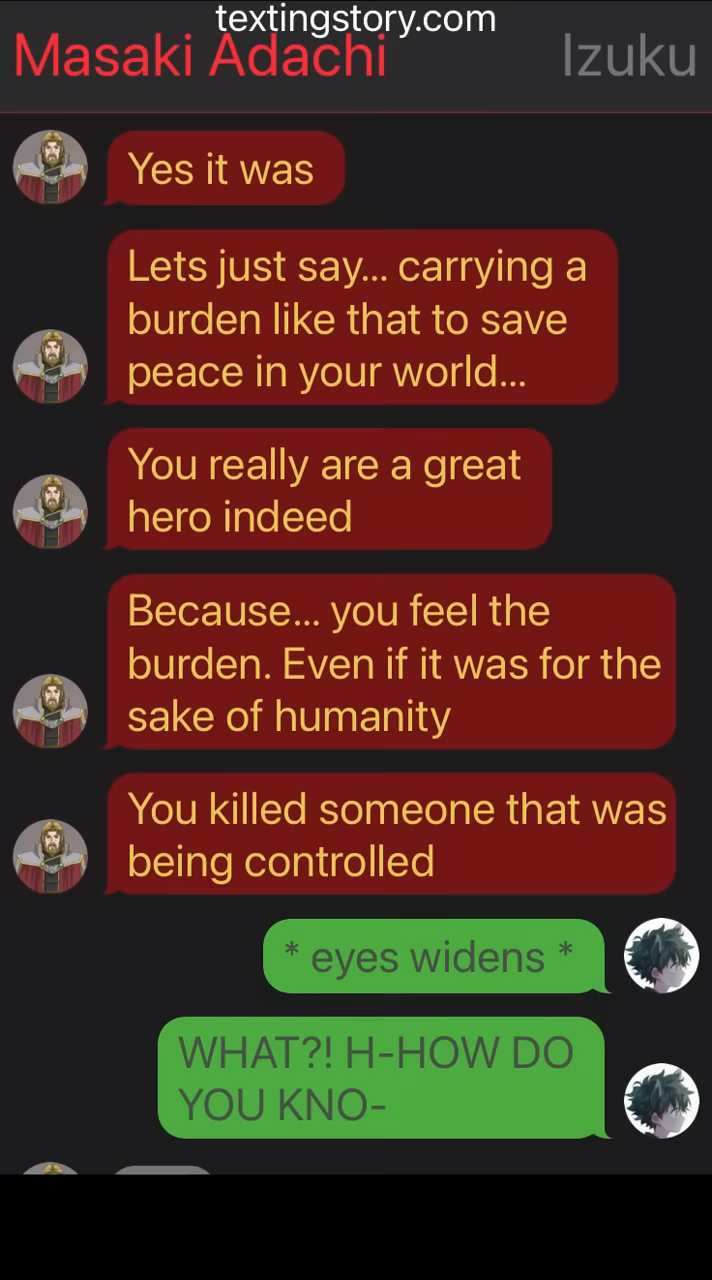 textingstory.com
Masaki Adachi Izuku
Yes it was
Lets just say... carrying a
burden like that to save
peace in your world...
You really are a great
hero indeed
Because... you feel the
burden. Even if it was for the
sake of humanity
You killed someone that was
being controlled
* eyes widens *
WHAT?! H-HOW DO
YOU KNO-